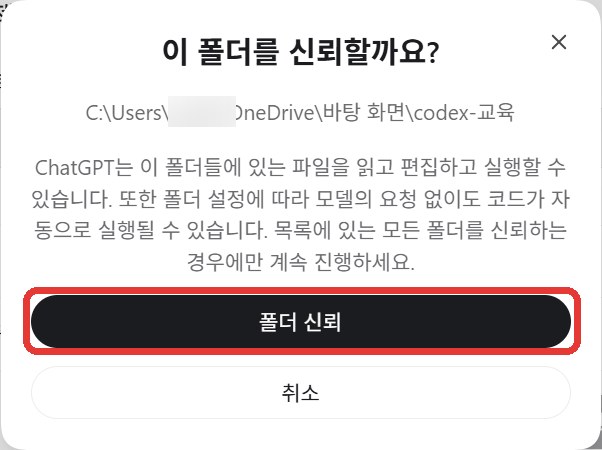 이 폴더를 신뢰할까요?
C:\Users\ OneDrive\바탕 화면\codex-교육
ChatGPT는 이 폴더들에 있는 파일을 읽고 편집하고 실행할 수
있습니다. 또한 폴더 설정에 따라 모델의 요청 없이도 코드가 자
동으로 실행될 수 있습니다. 목록에 있는 모든 폴더를 신뢰하는
경우에만 계속 진행하세요.
폴더 신뢰
취소